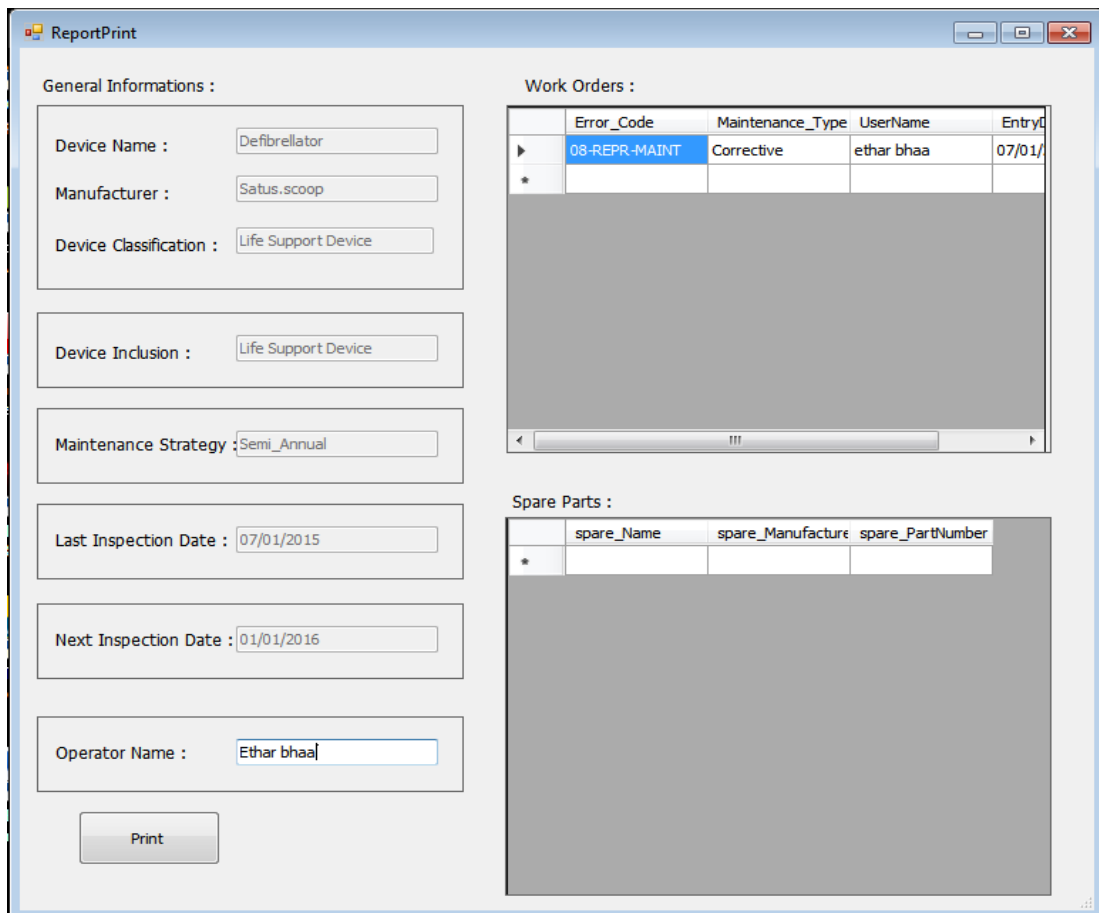 ReportPrint
General Informations :
Device Name :
Defibrellator
Manufacturer :
Satus.scoop
Device Classification :
Life Support Device
Device Inclusion :
Life Support Device
Maintenance Strategy :
Semi_Annual
Last Inspection Date :
07/01/2015
Next Inspection Date :
01/01/2016
Operator Name :
Ethar bhaa
Print
Work Orders :
Error_Code Maintenance_Type UserName EntryD
08-REPR-MAINT Corrective ethar bhaa 07/01/
Spare Parts :
spare_Name spare_Manufacture spare_PartNumber